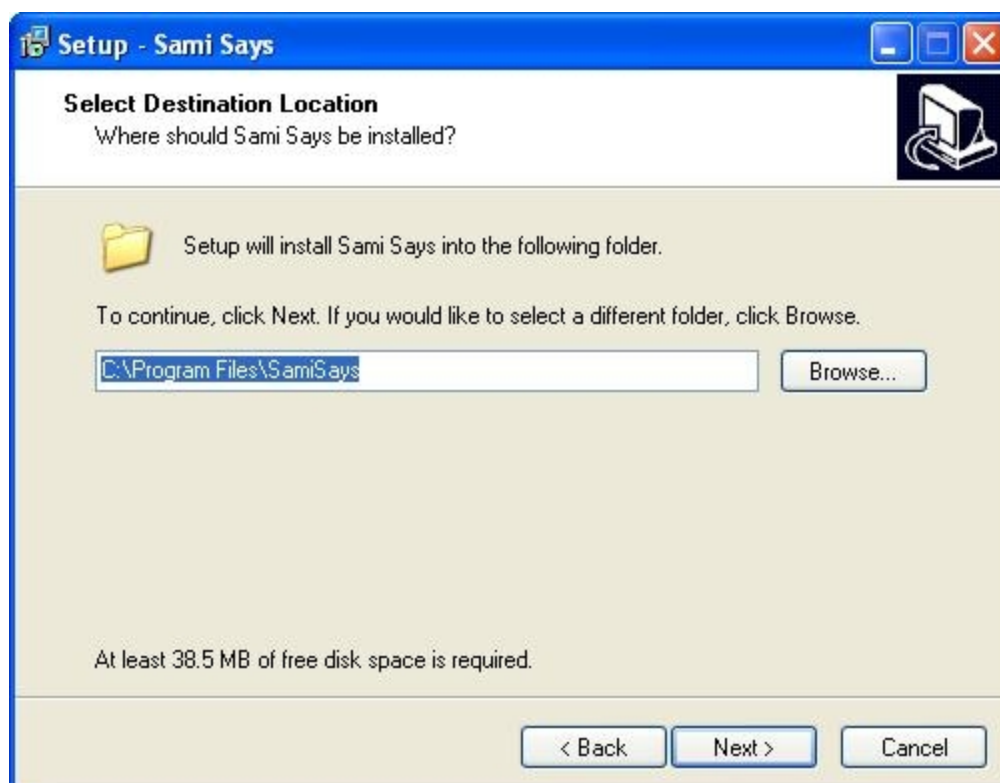 Setup - Sami Says
Select Destination Location
Where should Sami Says be installed?
Setup will install Sami Says into the following folder.
To continue, click Next. If you would like to select a different folder, click Browse.
C:\Program Files\SamiSays
Browse...
At least 38.5 MB of free disk space is required.
< Back Next > Cancel